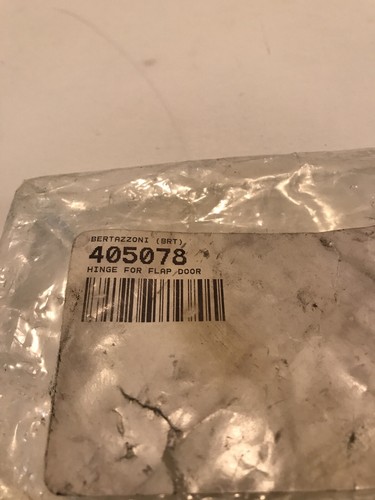 BERTAZZONI (BRT)
405078
HINGE FOR FLAP DOOR